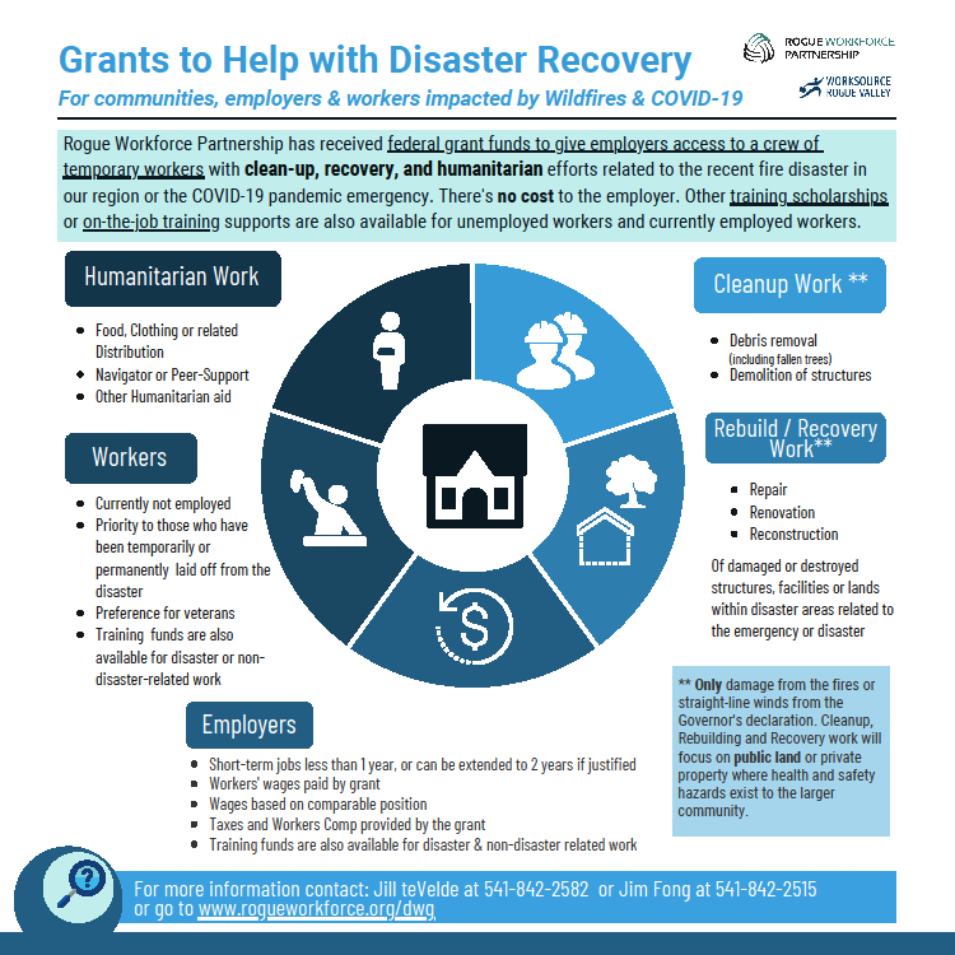 Grants to Help with Disaster Recovery
For communities, employers & workers impacted by Wildfires & COVID-19
ROGUE WORKFORCE
PARTNERSHIP
WORKSOURCE
ROGUE VALLEY
Rogue Workforce Partnership has received federal grant funds to give employers access to a crew of
temporary workers with clean-up, recovery, and humanitarian efforts related to the recent fire disaster in
our region or the COVID-19 pandemic emergency. There's no cost to the employer. Other training scholarships
or on-the-job training supports are also available for unemployed workers and currently employed workers.
Humanitarian Work
• Food, Clothing or related
Distribution
• Navigator or Peer-Support
• Other Humanitarian aid
Workers
• Currently not employed
• Priority to those who have
been temporarily or
permanently laid off from the
disaster
• Preference for veterans
• Training funds are also
available for disaster or non-
disaster-related work
Cleanup Work **
• Debris removal
(including fallen trees)
• Demolition of structures
Rebuild / Recovery
Work**
• Repair
• Renovation
• Reconstruction
Of damaged or destroyed
structures, facilities or lands
within disaster areas related to
the emergency or disaster
$
** Only damage from the fires or
straight-line winds from the
Governor's declaration. Cleanup,
Rebuilding and Recovery work will
focus on public land or private
property where health and safety
hazards exist to the larger
community.
Employers
• Short-term jobs less than 1 year, or can be extended to 2 years if justified
• Workers' wages paid by grant
• Wages based on comparable position
• Taxes and Workers Comp provided by the grant
• Training funds are also available for disaster & non-disaster related work
?
For more information contact: Jill teVelde at 541-842-2582 or Jim Fong at 541-842-2515
or go to www.rogueworkforce.org/dwg